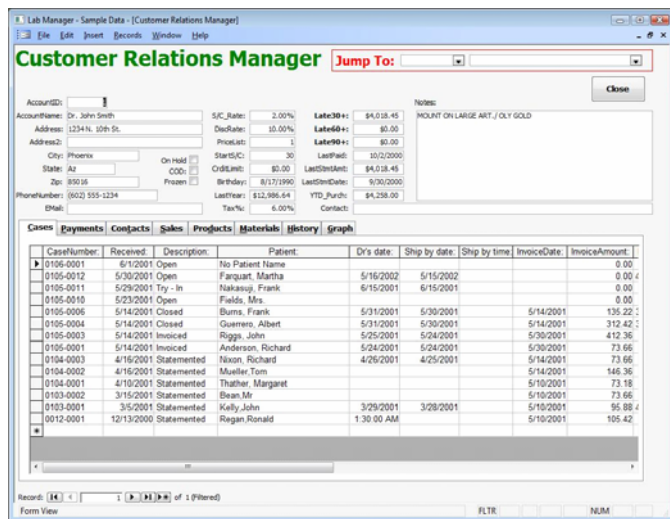 Lab Manager - Sample Data - [Customer Relations Manager]
File Edit Insert Records Window Help
Customer Relations Manager Jump To:
Close
AccountID: Notes:
AccountName: Dr. John Smith S/C_Rate: 2.00% Late30+: $4,018.45 MOUNT ON LARGE ART./ OLY GOLD
Address: 1234 N. 10th St. DiscRate: 10.00% Late60+: $0.00
Address2: PriceList: 1 Late90+: $0.00
City: Phoenix On Hold StartS/C: 30 LastPaid: 10/2/2000
State: Az COD: CrdtLimit: $0.00 LastStmtAmt: $4,018.45
Zip: 85016 Frozen Birthday: 8/17/1990 LastStmtDate: 9/30/2000
PhoneNumber: (602) 555-1234 LastYear: $12,986.64 YTD_Purch: $4,258.00
EMail: Tax%: 6.00% Contact:
Cases Payments Contacts Sales Products Materials History Graph
CaseNumber: Received: Description: Patient: Dr's date: Ship by date: Ship by time: InvoiceDate: InvoiceAmount:
0106-0001 6/1/2001 Open No Patient Name 0.00
0105-0012 5/30/2001 Open Farquart, Martha 5/16/2002 5/15/2002 0.00
0105-0011 5/29/2001 Try - In Nakasuji, Frank 6/15/2001 6/15/2001 0.00
0105-0010 5/23/2001 Open Fields, Mrs. 0.00
0105-0006 5/14/2001 Closed Burns, Frank 5/31/2001 5/30/2001 5/14/2001 135.22
0105-0004 5/14/2001 Closed Guerrero, Albert 5/31/2001 5/30/2001 5/14/2001 312.42
0105-0003 5/14/2001 Invoiced Riggs, John 5/25/2001 5/24/2001 5/30/2001 412.36
0105-0001 5/14/2001 Invoiced Anderson, Richard 5/24/2001 5/24/2001 5/30/2001 73.66
0104-0003 4/16/2001 Statemented Nixon, Richard 4/26/2001 4/25/2001 5/14/2001 73.66
0104-0002 4/16/2001 Statemented Mueller,Tom 5/14/2001 146.36
0104-0001 4/10/2001 Statemented Thather, Margaret 5/10/2001 73.18
0103-0002 3/15/2001 Statemented Bean,Mr 5/10/2001 73.66
0103-0001 3/5/2001 Statemented Kelly,John 3/29/2001 3/28/2001 5/10/2001 95.88
0012-0001 12/13/2000 Statemented Regan,Ronald 1:30:00 AM 5/10/2001 105.42
Record: 1 of 1 (Filtered)
Form View FLTR NUM